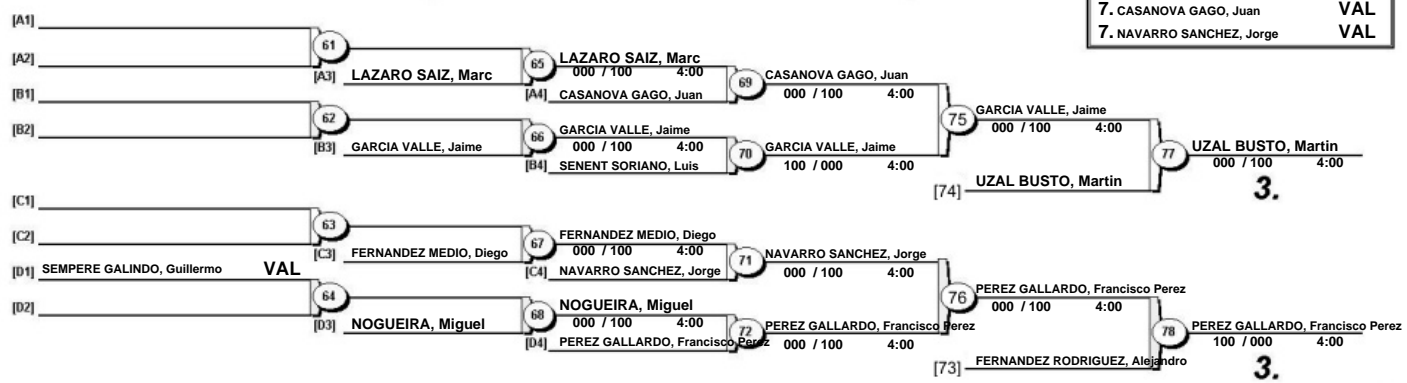 7. CASANOVA GAGO, Juan VAL
7. NAVARRO SANCHEZ, Jorge VAL
[A1]
61
[A2]
[A3] LAZARO SAIZ, Marc
65
LAZARO SAIZ, Marc
000 / 100 4:00
[A4] CASANOVA GAGO, Juan
69
CASANOVA GAGO, Juan
000 / 100 4:00
[B1]
62
[B2]
[B3] GARCIA VALLE, Jaime
66
GARCIA VALLE, Jaime
000 / 100 4:00
[B4] SENENT SORIANO, Luis
70
GARCIA VALLE, Jaime
100 / 000 4:00
75
GARCIA VALLE, Jaime
000 / 100 4:00
[74] UZAL BUSTO, Martin
77
UZAL BUSTO, Martin
000 / 100 4:00
3.
[C1]
63
[C2]
[C3] FERNANDEZ MEDIO, Diego
67
FERNANDEZ MEDIO, Diego
000 / 100 4:00
[C4] NAVARRO SANCHEZ, Jorge
71
NAVARRO SANCHEZ, Jorge
000 / 100 4:00
[D1] SEMPERE GALINDO, Guillermo VAL
64
[D2]
[D3] NOGUEIRA, Miguel
68
NOGUEIRA, Miguel
000 / 100 4:00
[D4] PEREZ GALLARDO, Francisco Perez
72
PEREZ GALLARDO, Francisco Perez
000 / 100 4:00
76
PEREZ GALLARDO, Francisco Perez
000 / 100 4:00
[73] FERNANDEZ RODRIGUEZ, Alejandro
78
PEREZ GALLARDO, Francisco Perez
100 / 000 4:00
3.